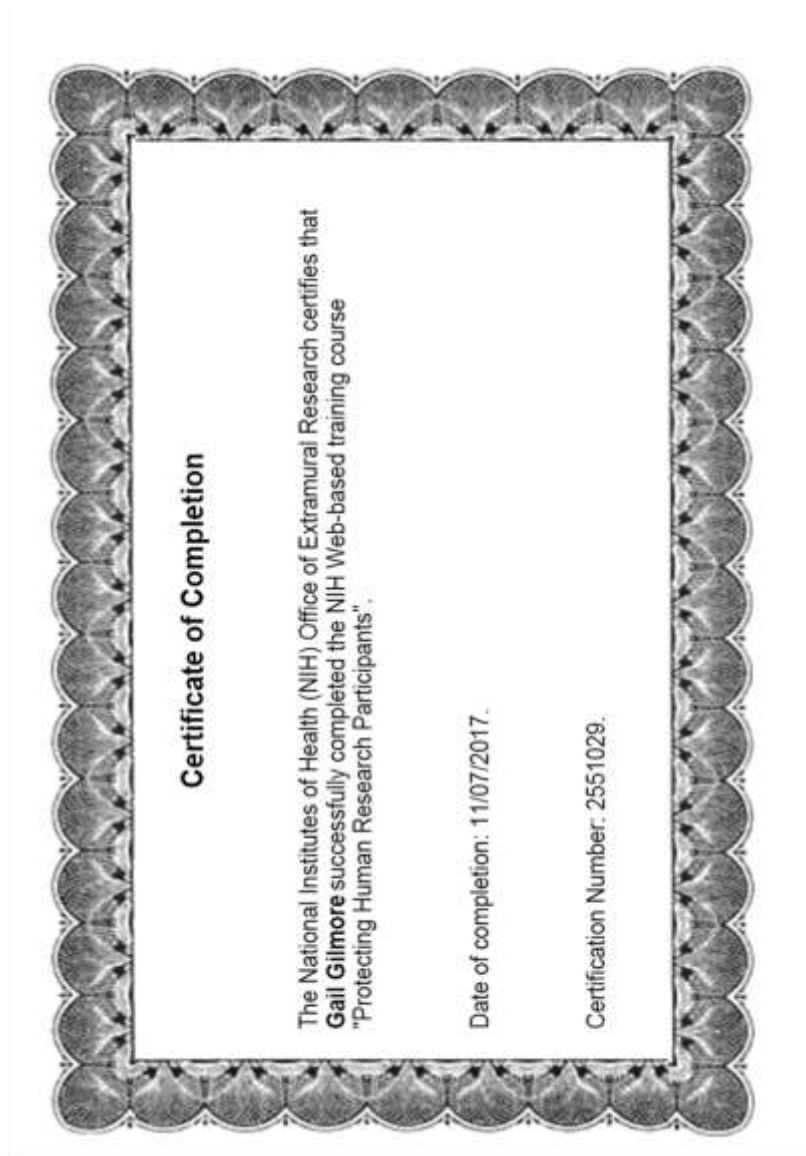 Certificate of Completion
The National Institutes of Health (NIH) Office of Extramural Research certifies that
Gail Gilmore successfully completed the NIH Web-based training course
"Protecting Human Research Participants".
Date of completion: 11/07/2017.
Certification Number: 2551029.